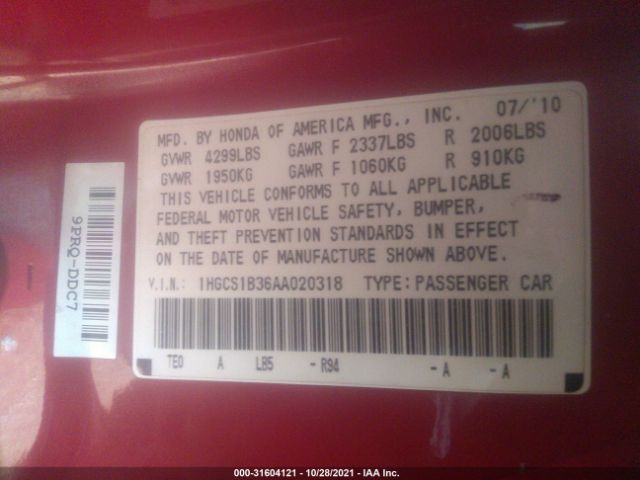 MFD. BY HONDA OF AMERICA MFG., INC. 07/'10
GVWR 4299LBS GAWR F 2337LBS R 2006LBS
GVWR 1950KG GAWR F 1060KG R 910KG
THIS VEHICLE CONFORMS TO ALL APPLICABLE
FEDERAL MOTOR VEHICLE SAFETY, BUMPER,
AND THEFT PREVENTION STANDARDS IN EFFECT
ON THE DATE OF MANUFACTURE SHOWN ABOVE.
V.I.N.: 1HGCS1B36AA020318 TYPE: PASSENGER CAR
TE0 A LB5 - R94 - A - A
9FRQ-DDC7
000-31604121 - 10/28/2021 - IAA Inc.